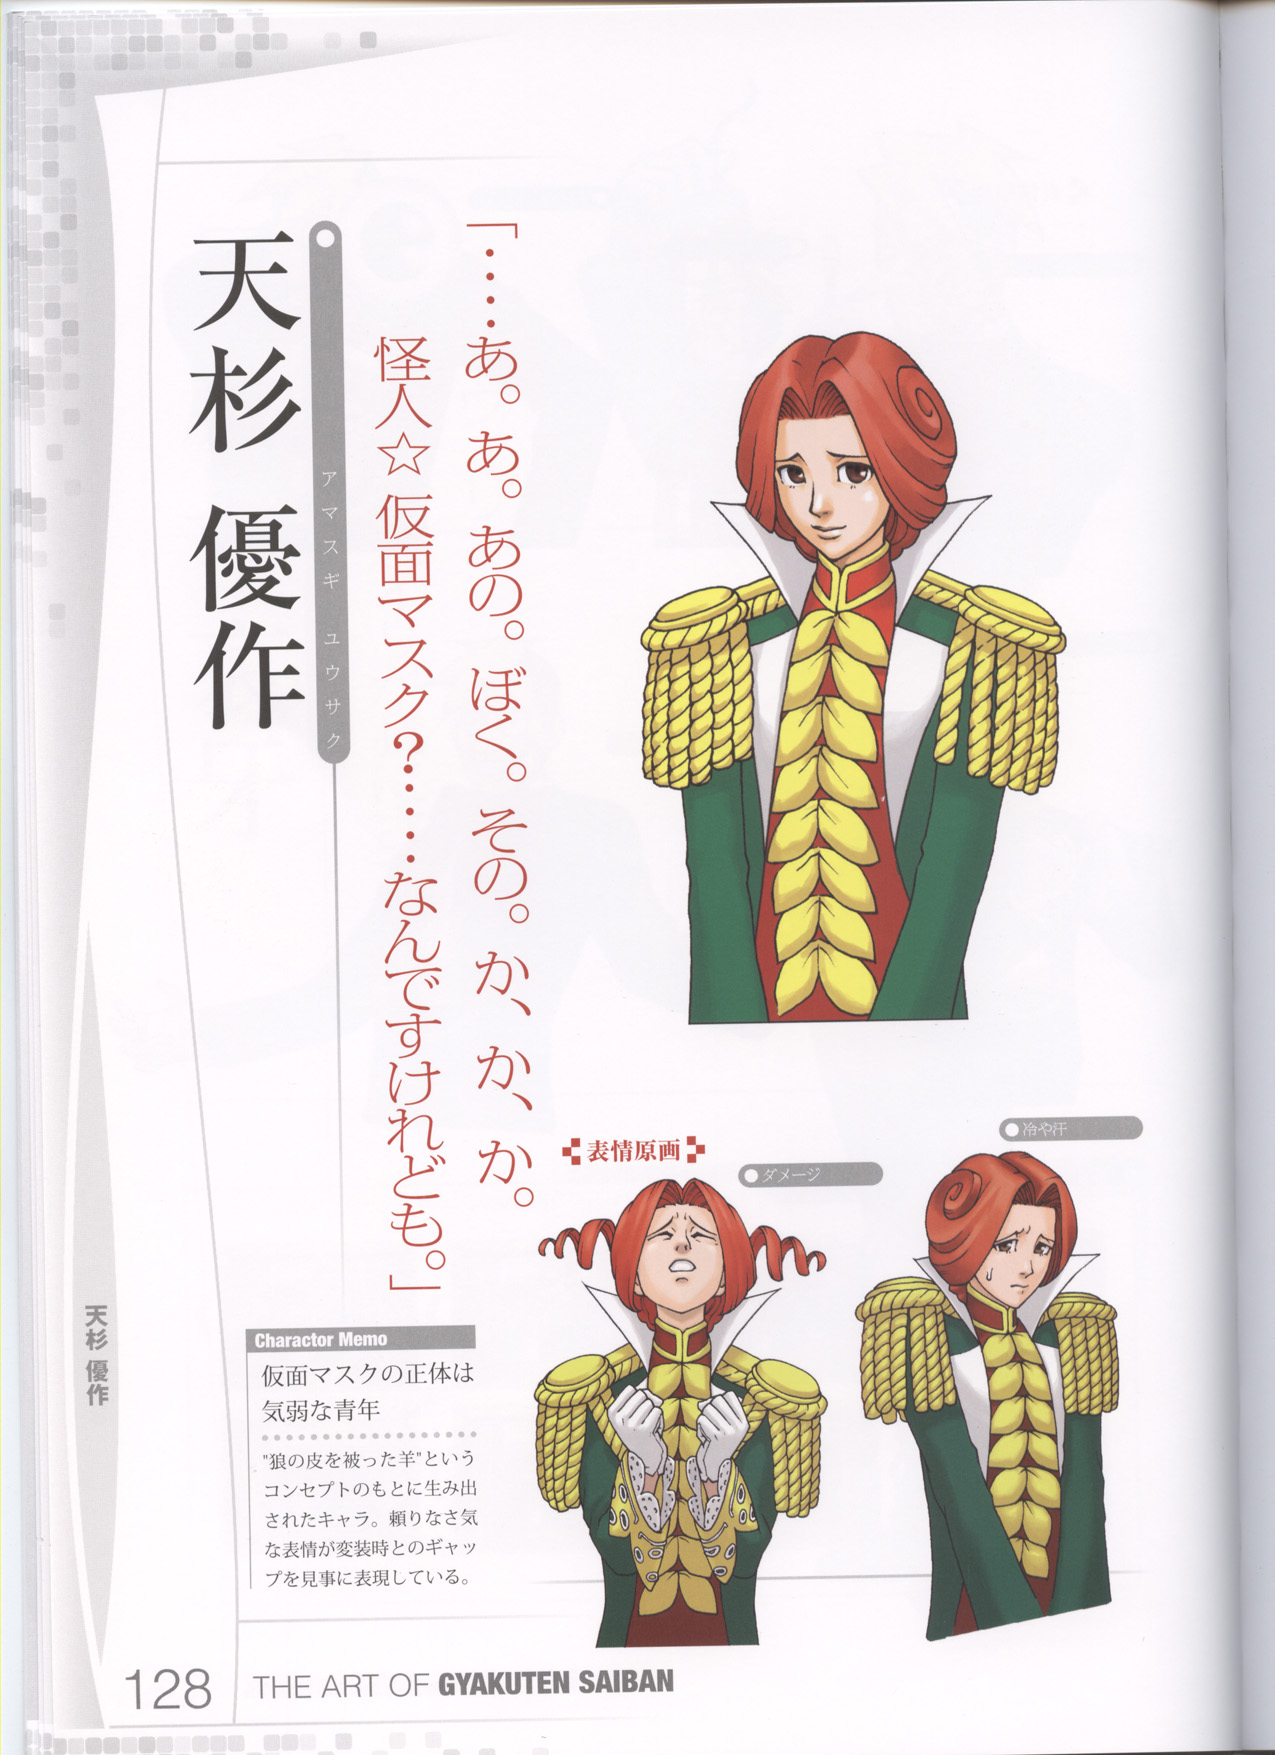 「……あ。あ。あの。ぼく。その。か、か、か。
怪人☆仮面マスク?……なんですけれども。」
アマスギ ユウサク
天杉 優作
表情原画
ダメージ
冷や汗
Charactor Memo
仮面マスクの正体は
気弱な青年
"狼の皮を被った羊"という
コンセプトのもとに生み出
されたキャラ。頼りなさ気
な表情が変装時とのギャッ
プを見事に表現している。
天杉 優作
128
THE ART OF GYAKUTEN SAIBAN